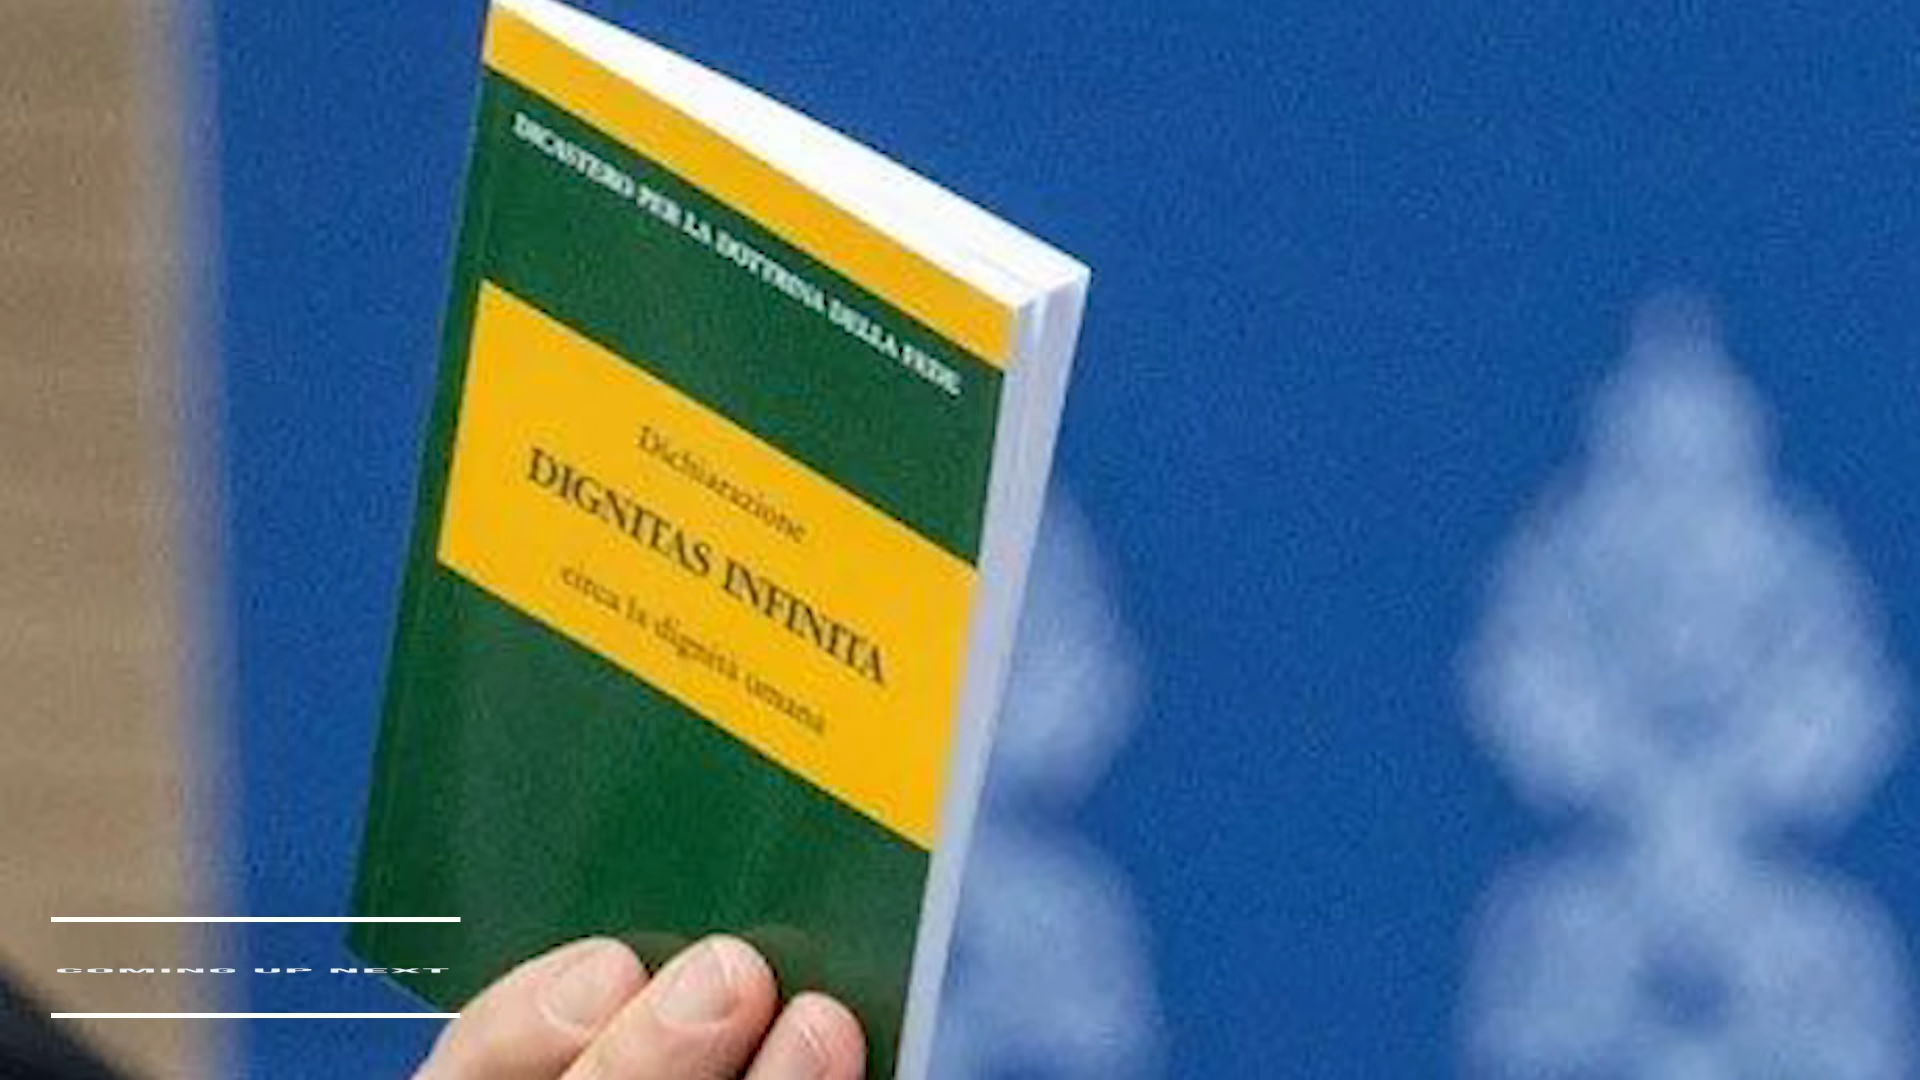 DICASTERO PER LA DOTTRINA DELLA FEDE
Dichiarazione
DIGNITAS INFINITA
circa la dignità umana
COMING UP NEXT